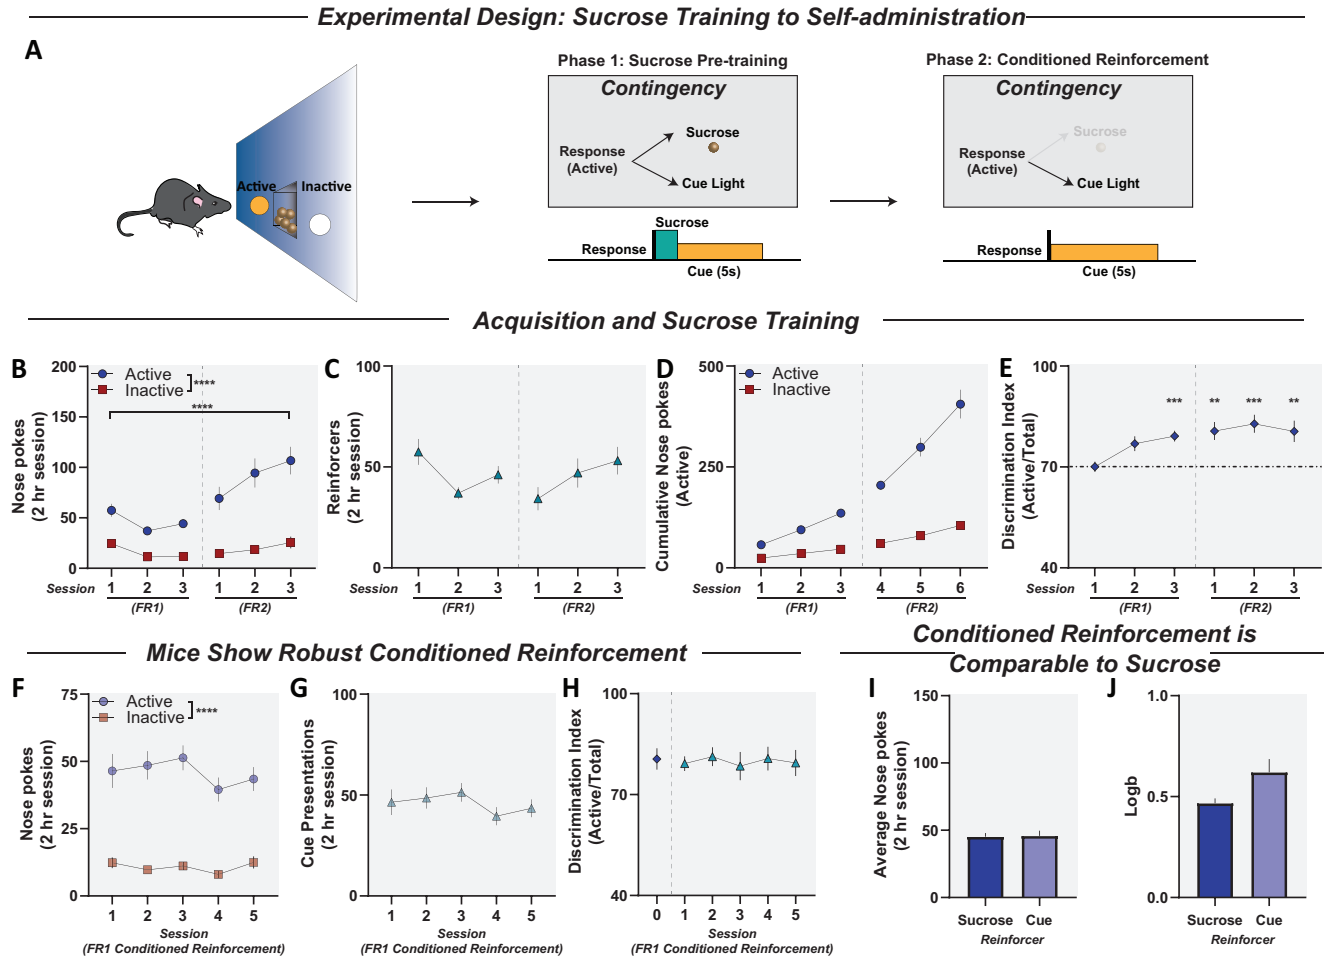 Experimental Design: Sucrose Training to Self-administration
A
Active
Inactive
Phase 1: Sucrose Pre-training
Contingency
Sucrose
Response
(Active)
Cue Light
Sucrose
Response
Cue (5s)
Phase 2: Conditioned Reinforcement
Contingency
Sucrose
Response
(Active)
Cue Light
Response
Cue (5s)
Acquisition and Sucrose Training
B
Nose pokes
(2 hr session)
200
150
100
50
0
Active
Inactive
****
****
Session
1 2 3 1 2 3
(FR1) (FR2)
C
Reinforcers
(2 hr session)
100
50
0
1 2 3 1 2 3
(FR1) (FR2)
D
Cumulative Nose pokes
(Active)
500
250
0
Active
Inactive
Session
1 2 3 4 5 6
(FR1) (FR2)
E
Discrimination Index
(Active/Total)
100
70
40
*** ** *** **
Session
1 2 3 1 2 3
(FR1) (FR2)
Mice Show Robust Conditioned Reinforcement
F
Nose pokes
(2 hr session)
75
50
25
0
Active
Inactive
****
1 2 3 4 5
Session
(FR1 Conditioned Reinforcement)
G
Cue Presentations
(2 hr session)
100
50
0
1 2 3 4 5
Session
(FR1 Conditioned Reinforcement)
H
Discrimination Index
(Active/Total)
100
70
40
0 1 2 3 4 5
Session
(FR1 Conditioned Reinforcement)
Conditioned Reinforcement is
Comparable to Sucrose
I
Average Nose pokes
(2 hr session)
150
100
50
0
Sucrose Cue
Reinforcer
J
Logb
1.0
0.5
0.0
Sucrose Cue
Reinforcer